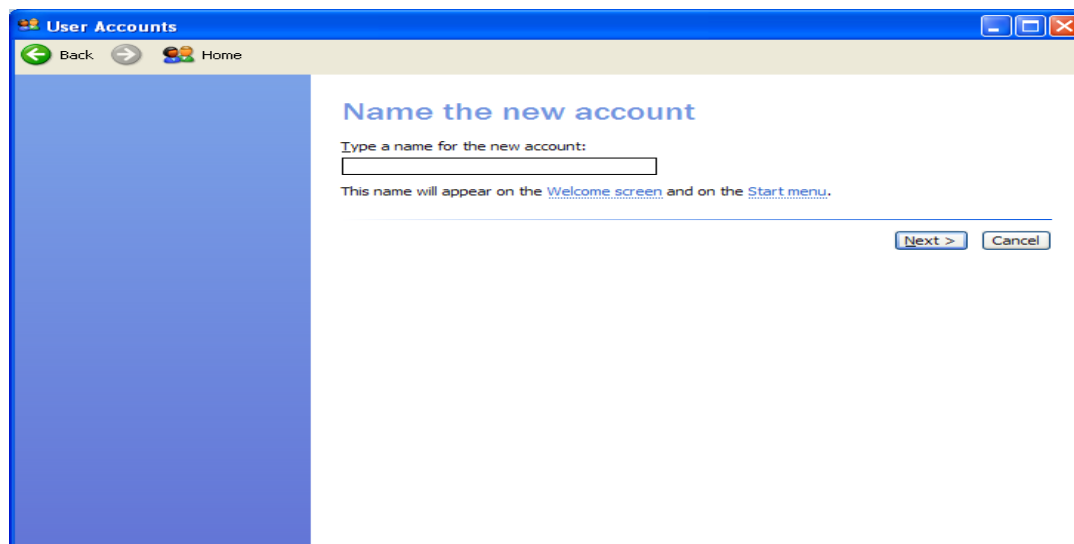 User Accounts
Back Home
Name the new account
Type a name for the new account:
This name will appear on the Welcome screen and on the Start menu.
Next > Cancel